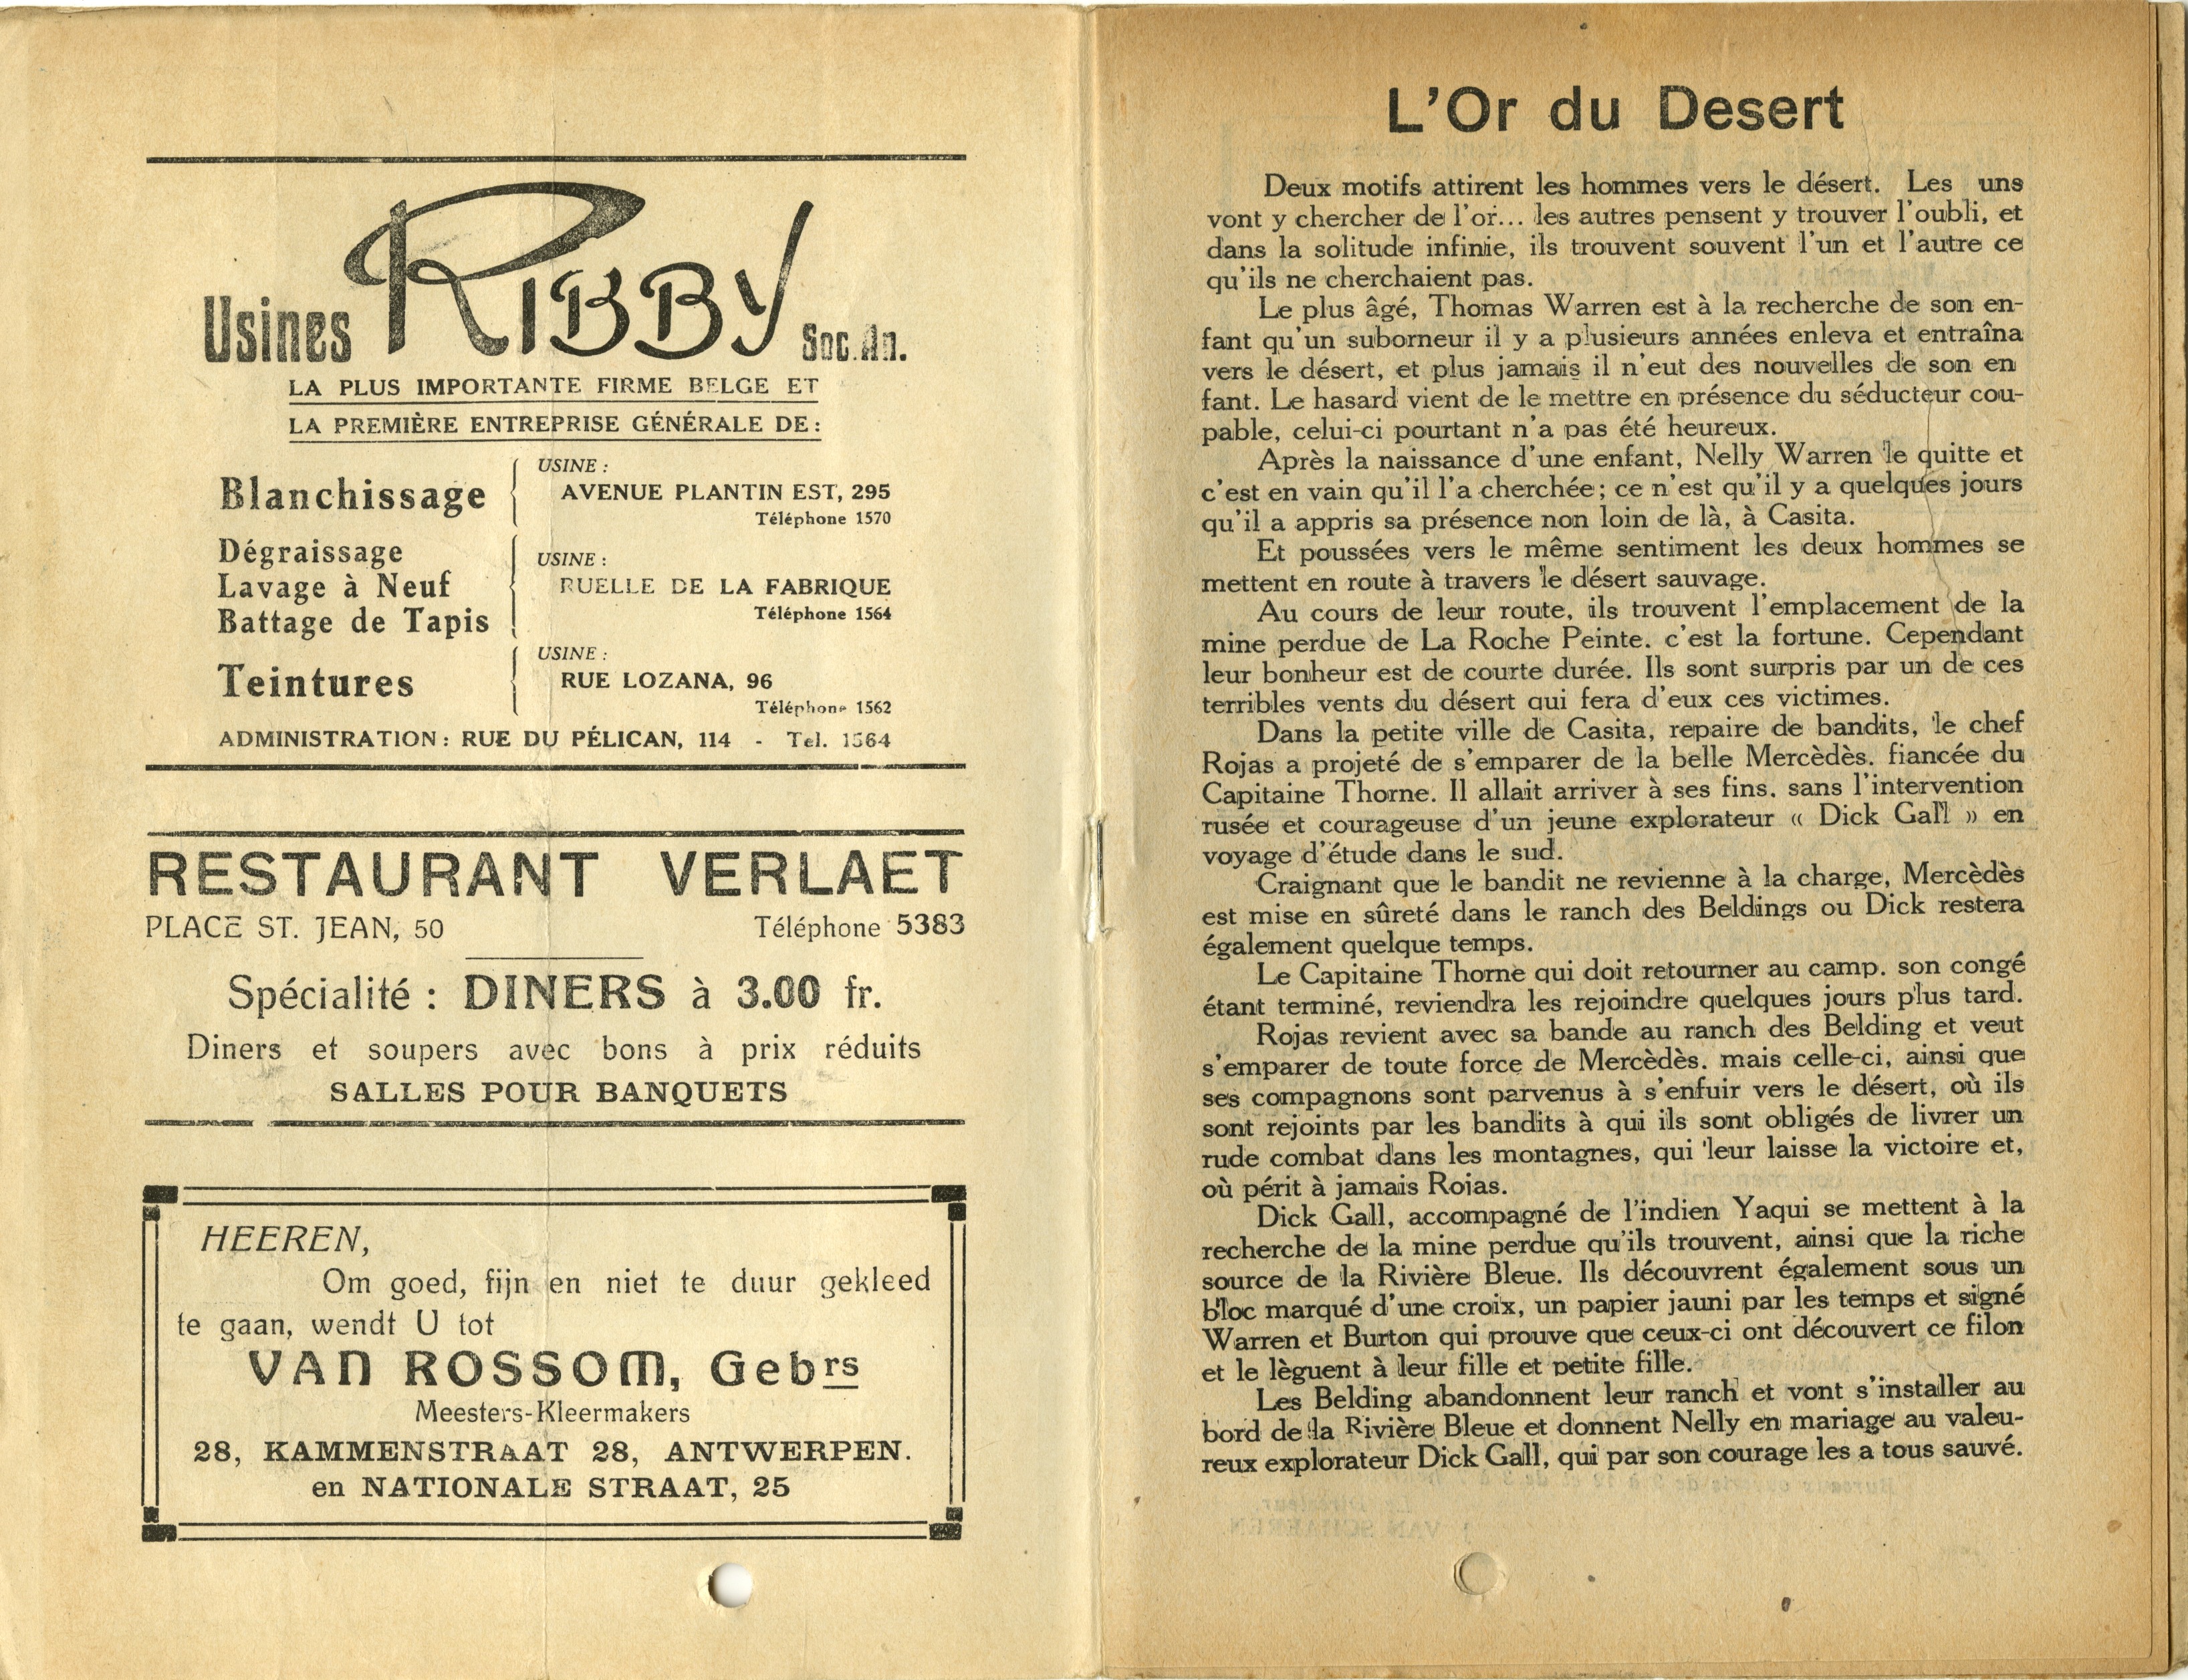 Usines RIBBY Soc. An.
LA PLUS IMPORTANTE FIRME BELGE ET
LA PREMIÈRE ENTREPRISE GÉNÉRALE DE:
Blanchissage
USINE :
AVENUE PLANTIN EST, 295
Téléphone 1570
Dégraissage
Lavage à Neuf
Battage de Tapis
USINE :
RUELLE DE LA FABRIQUE
Téléphone 1564
Teintures
USINE :
RUE LOZANA, 96
Téléphone 1562
ADMINISTRATION: RUE DU PÉLICAN, 114 - Tel. 1564
RESTAURANT VERLAET
PLACE ST. JEAN, 50 Téléphone 5383
Spécialité : DINERS à 3.00 fr.
Diners et soupers avec bons à prix réduits
SALLES POUR BANQUETS
HEEREN,
Om goed, fijn en niet te duur gekleed
te gaan, wendt U tot
VAN ROSSOM, Gebrs
Meesters-Kleermakers
28, KAMMENSTRAAT 28, ANTWERPEN.
en NATIONALE STRAAT, 25
L'Or du Desert
Deux motifs attirent les hommes vers le désert. Les uns
vont y chercher de l'or... les autres pensent y trouver l'oubli, et
dans la solitude infinie, ils trouvent souvent l'un et l'autre ce
qu'ils ne cherchaient pas.
Le plus âgé, Thomas Warren est à la recherche de son en-
fant qu'un suborneur il y a plusieurs années enleva et entraîna
vers le désert, et plus jamais il n'eut des nouvelles de son en
fant. Le hasard vient de le mettre en présence du séducteur cou-
pable, celui-ci pourtant n'a pas été heureux.
Après la naissance d'une enfant, Nelly Warren le quitte et
c'est en vain qu'il l'a cherchée; ce n'est qu'il y a quelques jours
qu'il a appris sa présence non loin de là, à Casita.
Et poussées vers le même sentiment les deux hommes se
mettent en route à travers le désert sauvage.
Au cours de leur route, ils trouvent l'emplacement de la
mine perdue de La Roche Peinte. c'est la fortune. Cependant
leur bonheur est de courte durée. Ils sont surpris par un de ces
terribles vents du désert qui fera d'eux ces victimes.
Dans la petite ville de Casita, repaire de bandits, le chef
Rojas a projeté de s'emparer de la belle Mercèdès. fiancée du
Capitaine Thorne. Il allait arriver à ses fins. sans l'intervention
rusée et courageuse d'un jeune explorateur « Dick Gall » en
voyage d'étude dans le sud.
Craignant que le bandit ne revienne à la charge, Mercèdès
est mise en sûreté dans le ranch des Beldings ou Dick restera
également quelque temps.
Le Capitaine Thorne qui doit retourner au camp. son congé
étant terminé, reviendra les rejoindre quelques jours plus tard.
Rojas revient avec sa bande au ranch des Belding et veut
s'emparer de toute force de Mercèdès. mais celle-ci, ainsi que
ses compagnons sont parvenus à s'enfuir vers le désert, où ils
sont rejoints par les bandits à qui ils sont obligés de livrer un
rude combat dans les montagnes, qui leur laisse la victoire et,
où périt à jamais Rojas.
Dick Gall, accompagné de l'indien Yaqui se mettent à la
recherche de la mine perdue qu'ils trouvent, ainsi que la riche
source de la Rivière Bleue. Ils découvrent également sous un
bloc marqué d'une croix, un papier jauni par les temps et signé
Warren et Burton qui prouve que ceux-ci ont découvert ce filon
et le lèguent à leur fille et petite fille.
Les Belding abandonnent leur ranch et vont s'installer au
bord de la Rivière Bleue et donnent Nelly en mariage au valeu-
reux explorateur Dick Gall, qui par son courage les a tous sauvé.